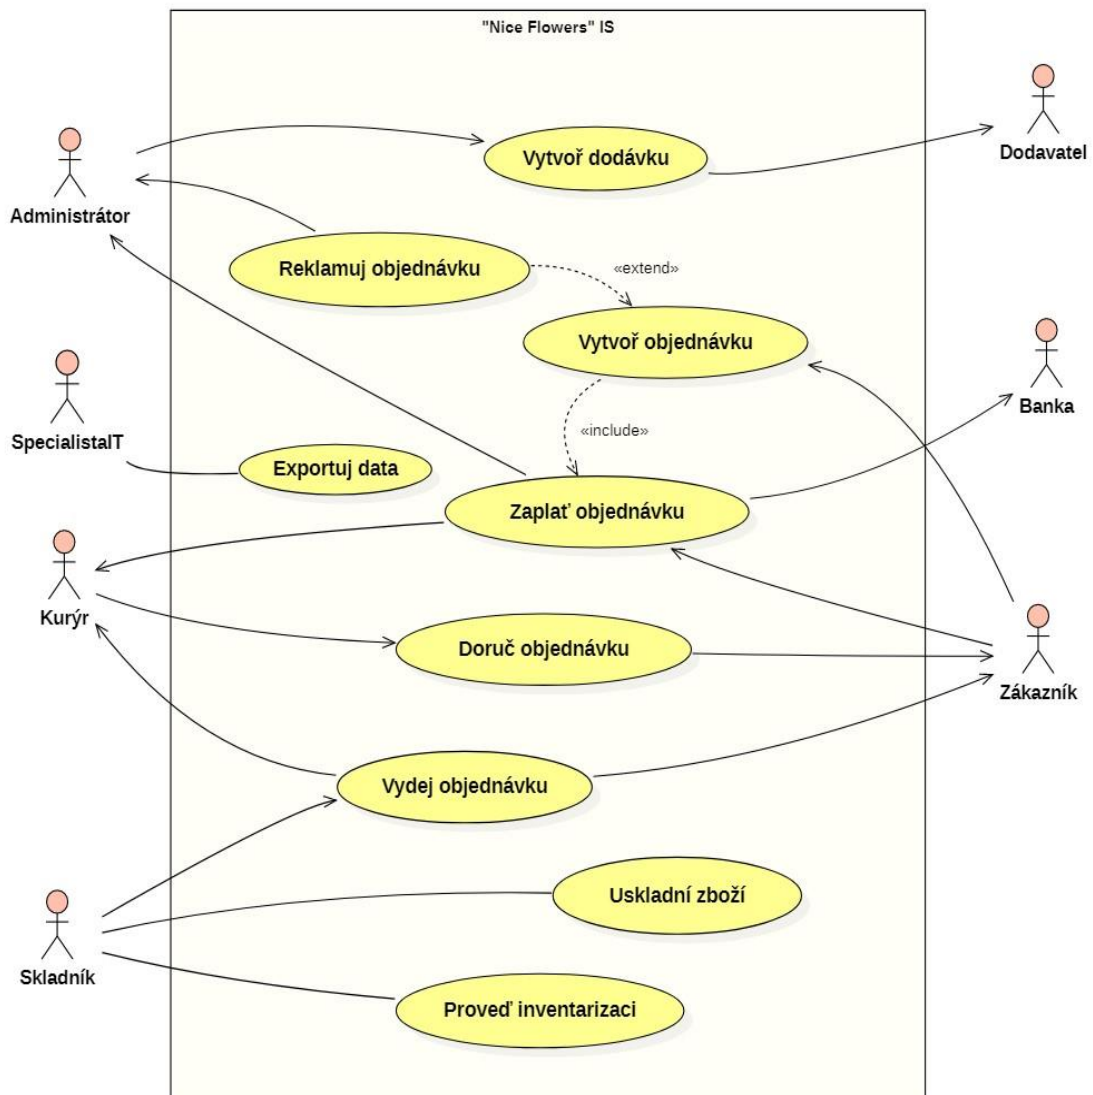 "Nice Flowers" IS
Dodavatel
Vytvoř dodávku
Administrátor
Reklamuj objednávku
«extend»
Vytvoř objednávku
Banka
SpecialistaIT
«include»
Exportuj data
Zaplať objednávku
Kurýr
Doruč objednávku
Zákazník
Vydej objednávku
Uskladní zboží
Skladník
Proveď inventarizaci